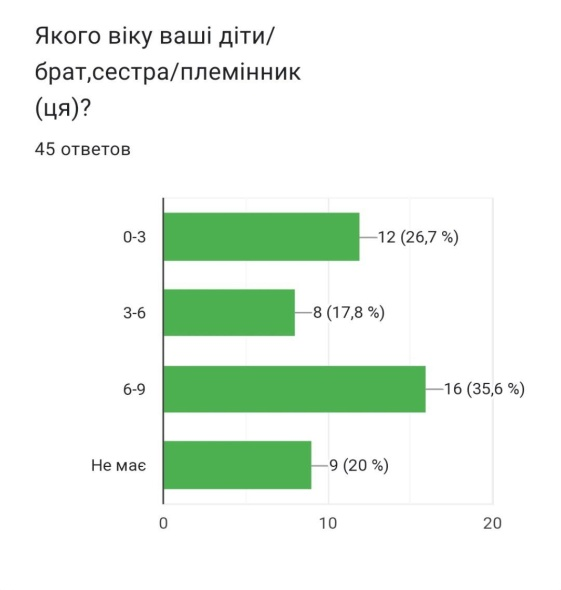 Якого віку ваші діти/
брат,сестра/племінник
(ця)?
45 ответов
0-3
12 (26,7 %)
3-6
8 (17,8 %)
6-9
16 (35,6 %)
Не має
9 (20 %)
0
10
20